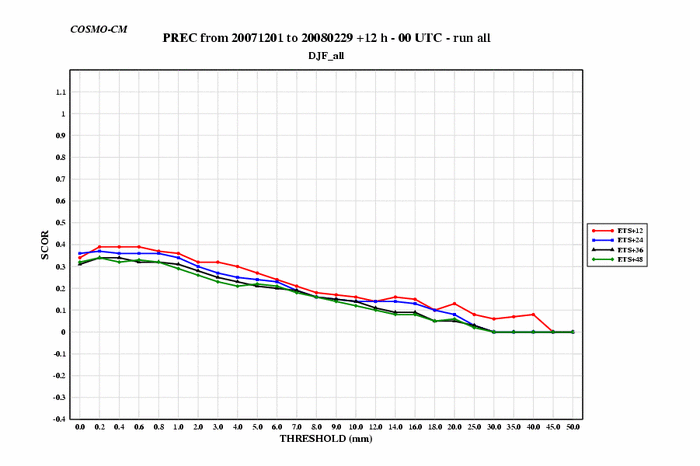 COSMO-CM
PREC from 20071201 to 20080229 +12 h - 00 UTC - run all
DJF_all
1.1
1
0.9
0.8
0.7
0.6
0.5
0.4
0.3
0.2
0.1
0
-0.1
-0.2
-0.3
-0.4
SCOR
ETS+12
ETS+24
ETS+36
ETS+48
0.0 0.2 0.4 0.6 0.8 1.0 2.0 3.0 4.0 5.0 6.0 7.0 8.0 9.0 10.0 12.0 14.0 16.0 18.0 20.0 25.0 30.0 35.0 40.0 45.0 50.0
THRESHOLD (mm)